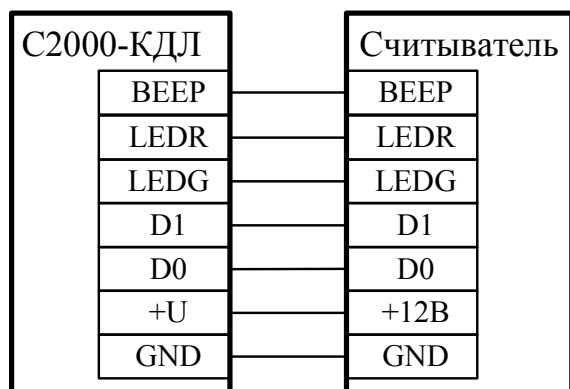 С2000-КДЛ
Считыватель
BEEP
BEEP
LEDR
LEDR
LEDG
LEDG
D1
D1
D0
D0
+U
+12В
GND
GND